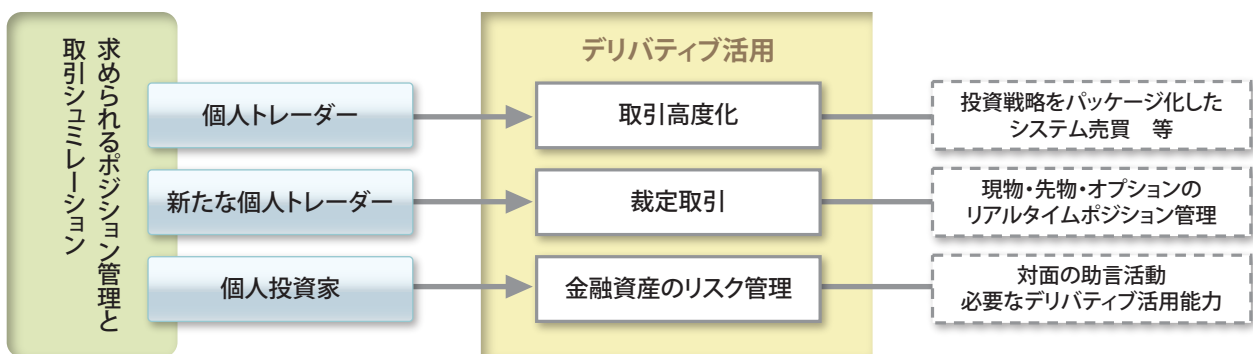 求められるポジション管理と
取引シュミレーション
デリバティブ活用
個人トレーダー
取引高度化
投資戦略をパッケージ化した
システム売買　等
新たな個人トレーダー
裁定取引
現物・先物・オプションの
リアルタイムポジション管理
個人投資家
金融資産のリスク管理
対面の助言活動
必要なデリバティブ活用能力